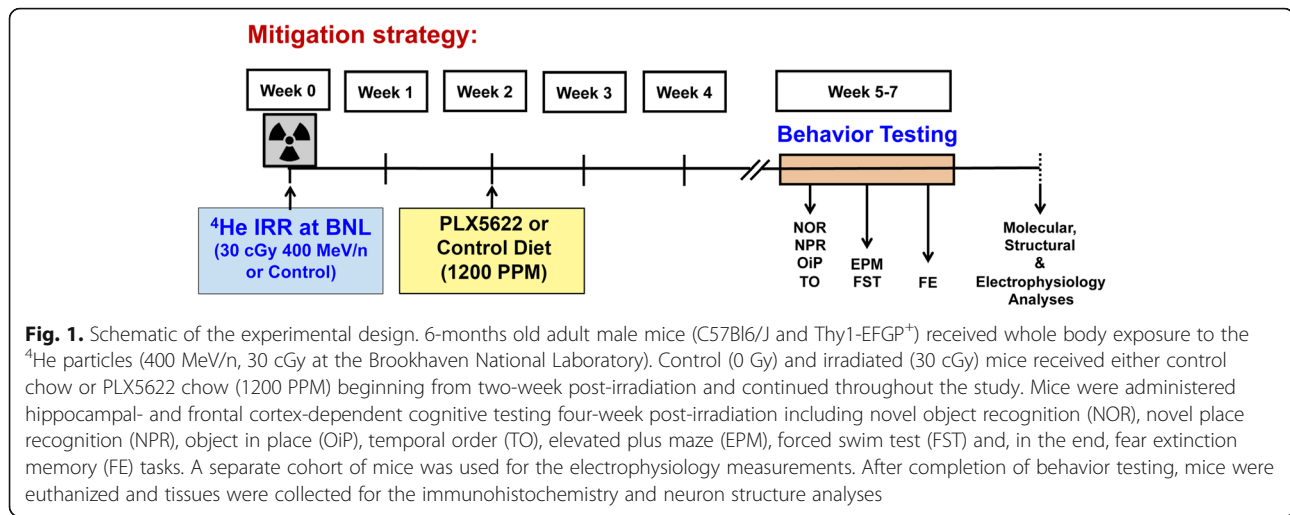 Mitigation strategy:
Week 0 Week 1 Week 2 Week 3 Week 4 Week 5-7
Behavior Testing
⁴He IRR at BNL
(30 cGy 400 MeV/n
or Control)
PLX5622 or
Control Diet
(1200 PPM)
NOR
NPR
OiP
TO
EPM
FST
FE
Molecular,
Structural
&
Electrophysiology
Analyses
Fig. 1. Schematic of the experimental design. 6-months old adult male mice (C57Bl6/J and Thy1-EFGP⁺) received whole body exposure to the
⁴He particles (400 MeV/n, 30 cGy at the Brookhaven National Laboratory). Control (0 Gy) and irradiated (30 cGy) mice received either control
chow or PLX5622 chow (1200 PPM) beginning from two-week post-irradiation and continued throughout the study. Mice were administered
hippocampal- and frontal cortex-dependent cognitive testing four-week post-irradiation including novel object recognition (NOR), novel place
recognition (NPR), object in place (OiP), temporal order (TO), elevated plus maze (EPM), forced swim test (FST) and, in the end, fear extinction
memory (FE) tasks. A separate cohort of mice was used for the electrophysiology measurements. After completion of behavior testing, mice were
euthanized and tissues were collected for the immunohistochemistry and neuron structure analyses